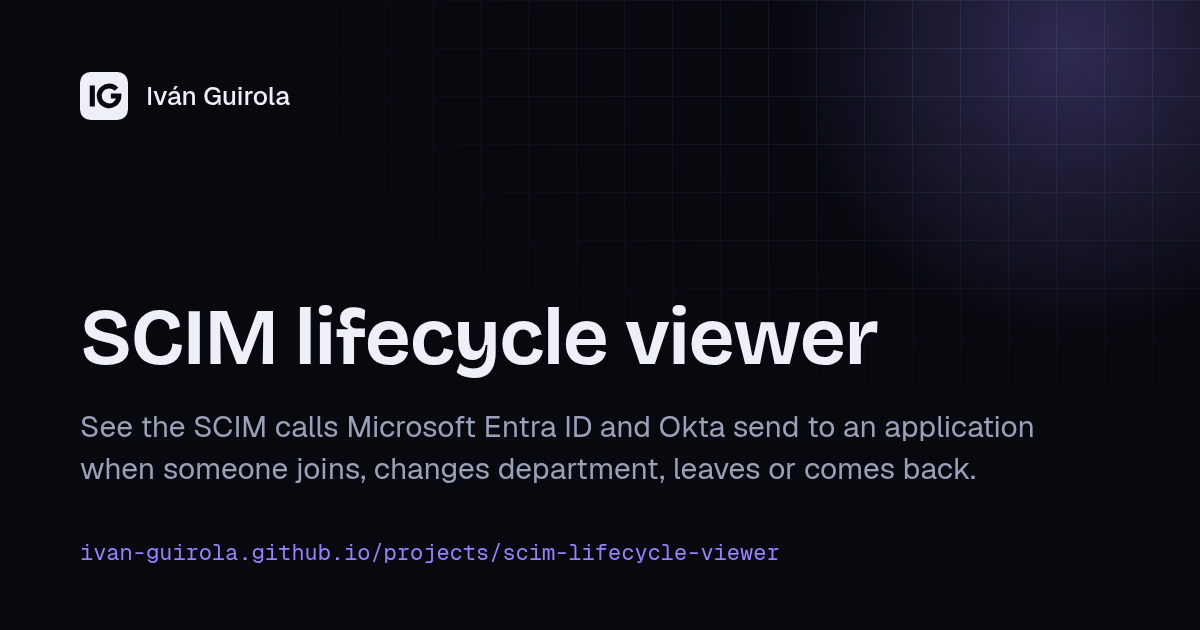 IG
Iván Guirola
SCIM lifecycle viewer
See the SCIM calls Microsoft Entra ID and Okta send to an application
when someone joins, changes department, leaves or comes back.
ivan-guirola.github.io/projects/scim-lifecycle-viewer